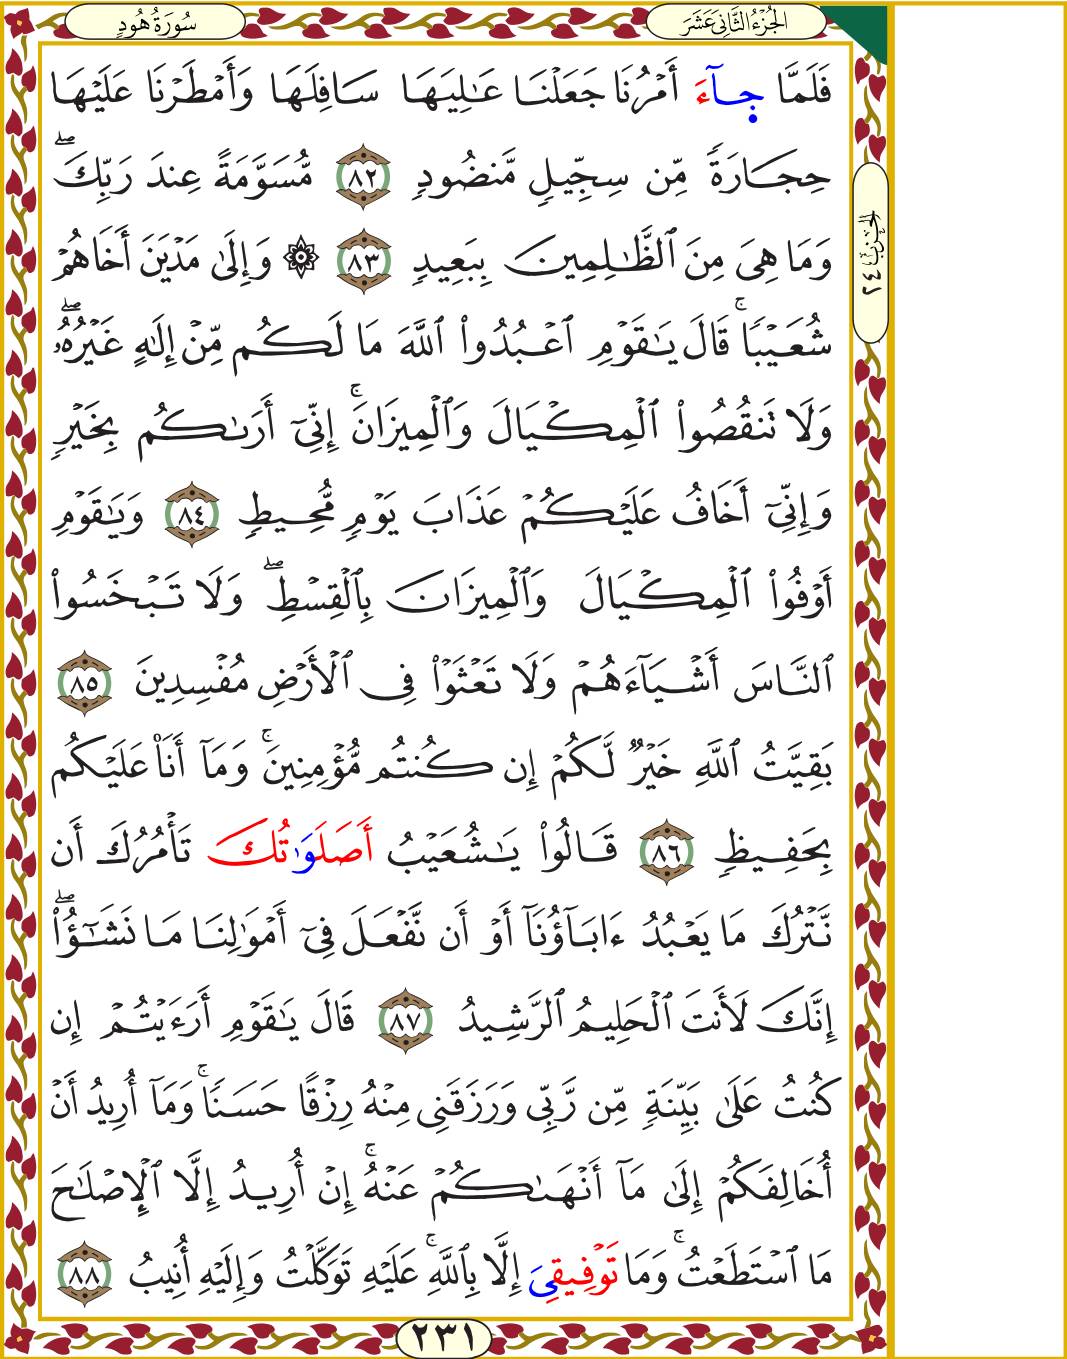 سُورَةُ هُودٍ
الجُزْءُ الثَّانِيَ عَشَرَ
فَلَمَّا جَآءَ أَمْرُنَا جَعَلْنَا عَٰلِيَهَا سَافِلَهَا وَأَمْطَرْنَا عَلَيْهَا
حِجَارَةً مِّن سِجِّيلٍ مَّنضُودٍ ٨٢ مُّسَوَّمَةً عِندَ رَبِّكَۖ
وَمَا هِىَ مِنَ ٱلظَّٰلِمِينَ بِبَعِيدٍ ٨٣ ۞ وَإِلَىٰ مَدْيَنَ أَخَاهُمْ
شُعَيْبًاۚ قَالَ يَٰقَوْمِ ٱعْبُدُوا۟ ٱللَّهَ مَا لَكُم مِّنْ إِلَٰهٍ غَيْرُهُۥۖ
وَلَا تَنقُصُوا۟ ٱلْمِكْيَالَ وَٱلْمِيزَانَۚ إِنِّىٓ أَرَىٰكُم بِخَيْرٍ
وَإِنِّىٓ أَخَافُ عَلَيْكُمْ عَذَابَ يَوْمٍ مُّحِيطٍ ٨٤ وَيَٰقَوْمِ
أَوْفُوا۟ ٱلْمِكْيَالَ وَٱلْمِيزَانَ بِٱلْقِسْطِۖ وَلَا تَبْخَسُوا۟
ٱلنَّاسَ أَشْيَآءَهُمْ وَلَا تَعْثَوْا۟ فِى ٱلْأَرْضِ مُفْسِدِينَ ٨٥
بَقِيَّتُ ٱللَّهِ خَيْرٌ لَّكُمْ إِن كُنتُم مُّؤْمِنِينَۚ وَمَآ أَنَا۠ عَلَيْكُم
بِحَفِيظٍ ٨٦ قَالُوا۟ يَٰشُعَيْبُ أَصَلَوَٰتُكَ تَأْمُرُكَ أَن
نَّتْرُكَ مَا يَعْبُدُ ءَابَآؤُنَآ أَوْ أَن نَّفْعَلَ فِىٓ أَمْوَٰلِنَا مَا نَشَٰٓؤُا۟ۖ
إِنَّكَ لَأَنتَ ٱلْحَلِيمُ ٱلرَّشِيدُ ٨٧ قَالَ يَٰقَوْمِ أَرَءَيْتُمْ إِن
كُنتُ عَلَىٰ بَيِّنَةٍ مِّن رَّبِّى وَرَزَقَنِى مِنْهُ رِزْقًا حَسَنًاۚ وَمَآ أُرِيدُ أَنْ
أُخَالِفَكُمْ إِلَىٰ مَآ أَنْهَىٰكُمْ عَنْهُۚ إِنْ أُرِيدُ إِلَّا ٱلْإِصْلَٰحَ
مَا ٱسْتَطَعْتُۚ وَمَا تَوْفِيقِىَ إِلَّا بِٱللَّهِۚ عَلَيْهِ تَوَكَّلْتُ وَإِلَيْهِ أُنِيبُ ٨٨
الحِزْبُ ٢٤
٢٣١